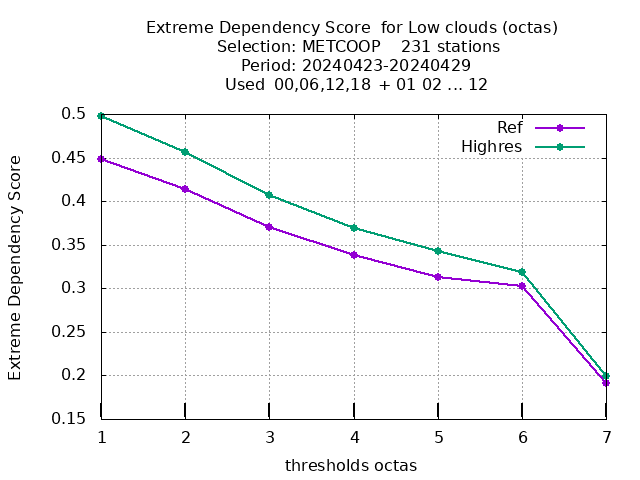 Extreme Dependency Score  for Low clouds (octas)
Selection: METCOOP    231 stations
Period: 20240423-20240429
Used  00,06,12,18  + 01 02 ... 12
Ref
Highres
Extreme Dependency Score
0.5
0.45
0.4
0.35
0.3
0.25
0.2
0.15
1 2 3 4 5 6 7
thresholds octas